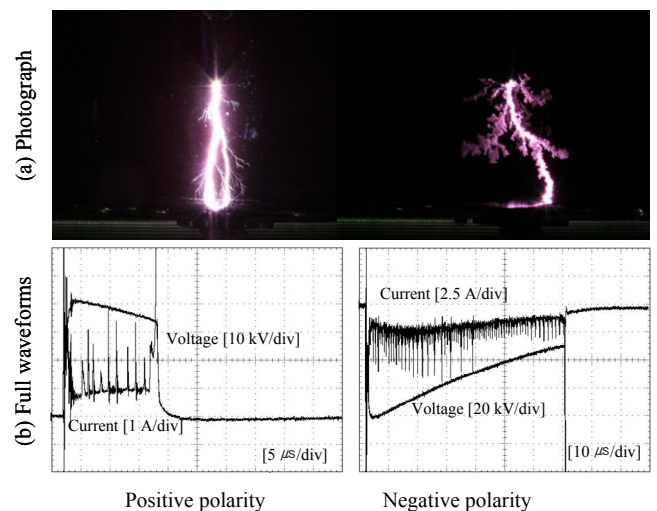 (a) Photograph
(b) Full waveforms
Voltage [10 kV/div]
Current [1 A/div]
[5 μs/div]
Current [2.5 A/div]
Voltage [20 kV/div]
[10 μs/div]
Positive polarity
Negative polarity